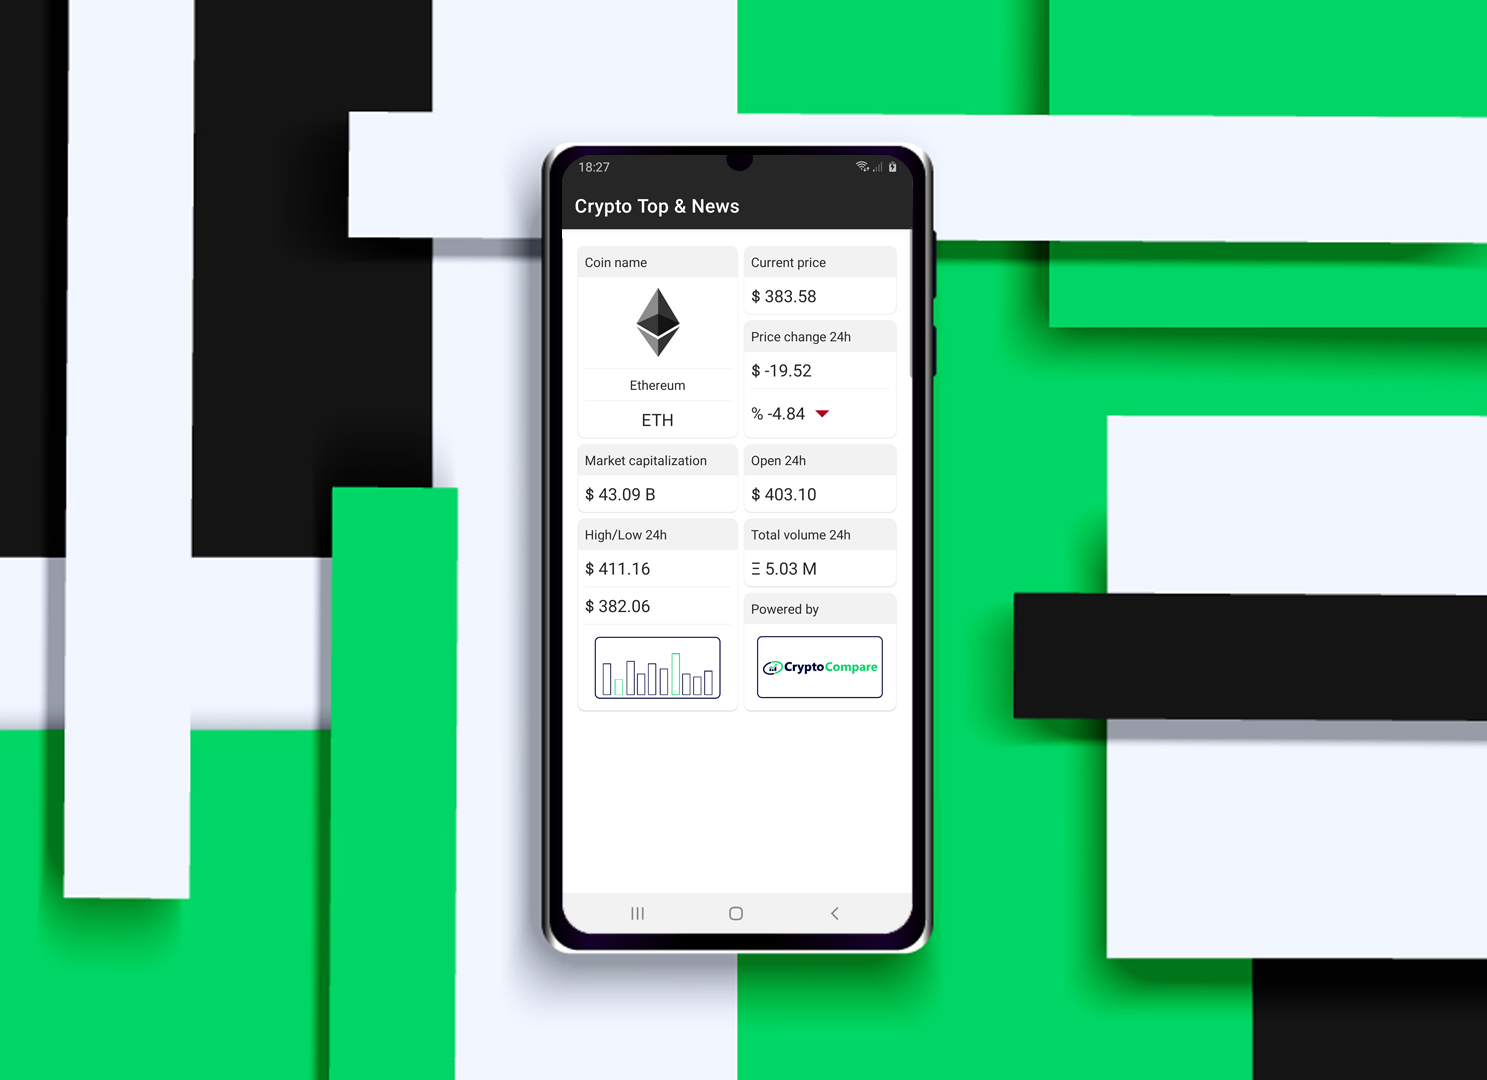 18:27
Crypto Top & News
Coin name
Ethereum
ETH
Current price
$ 383.58
Price change 24h
$ -19.52
% -4.84
Market capitalization
$ 43.09 B
Open 24h
$ 403.10
High/Low 24h
$ 411.16
$ 382.06
Total volume 24h
Ξ 5.03 M
Powered by
CryptoCompare